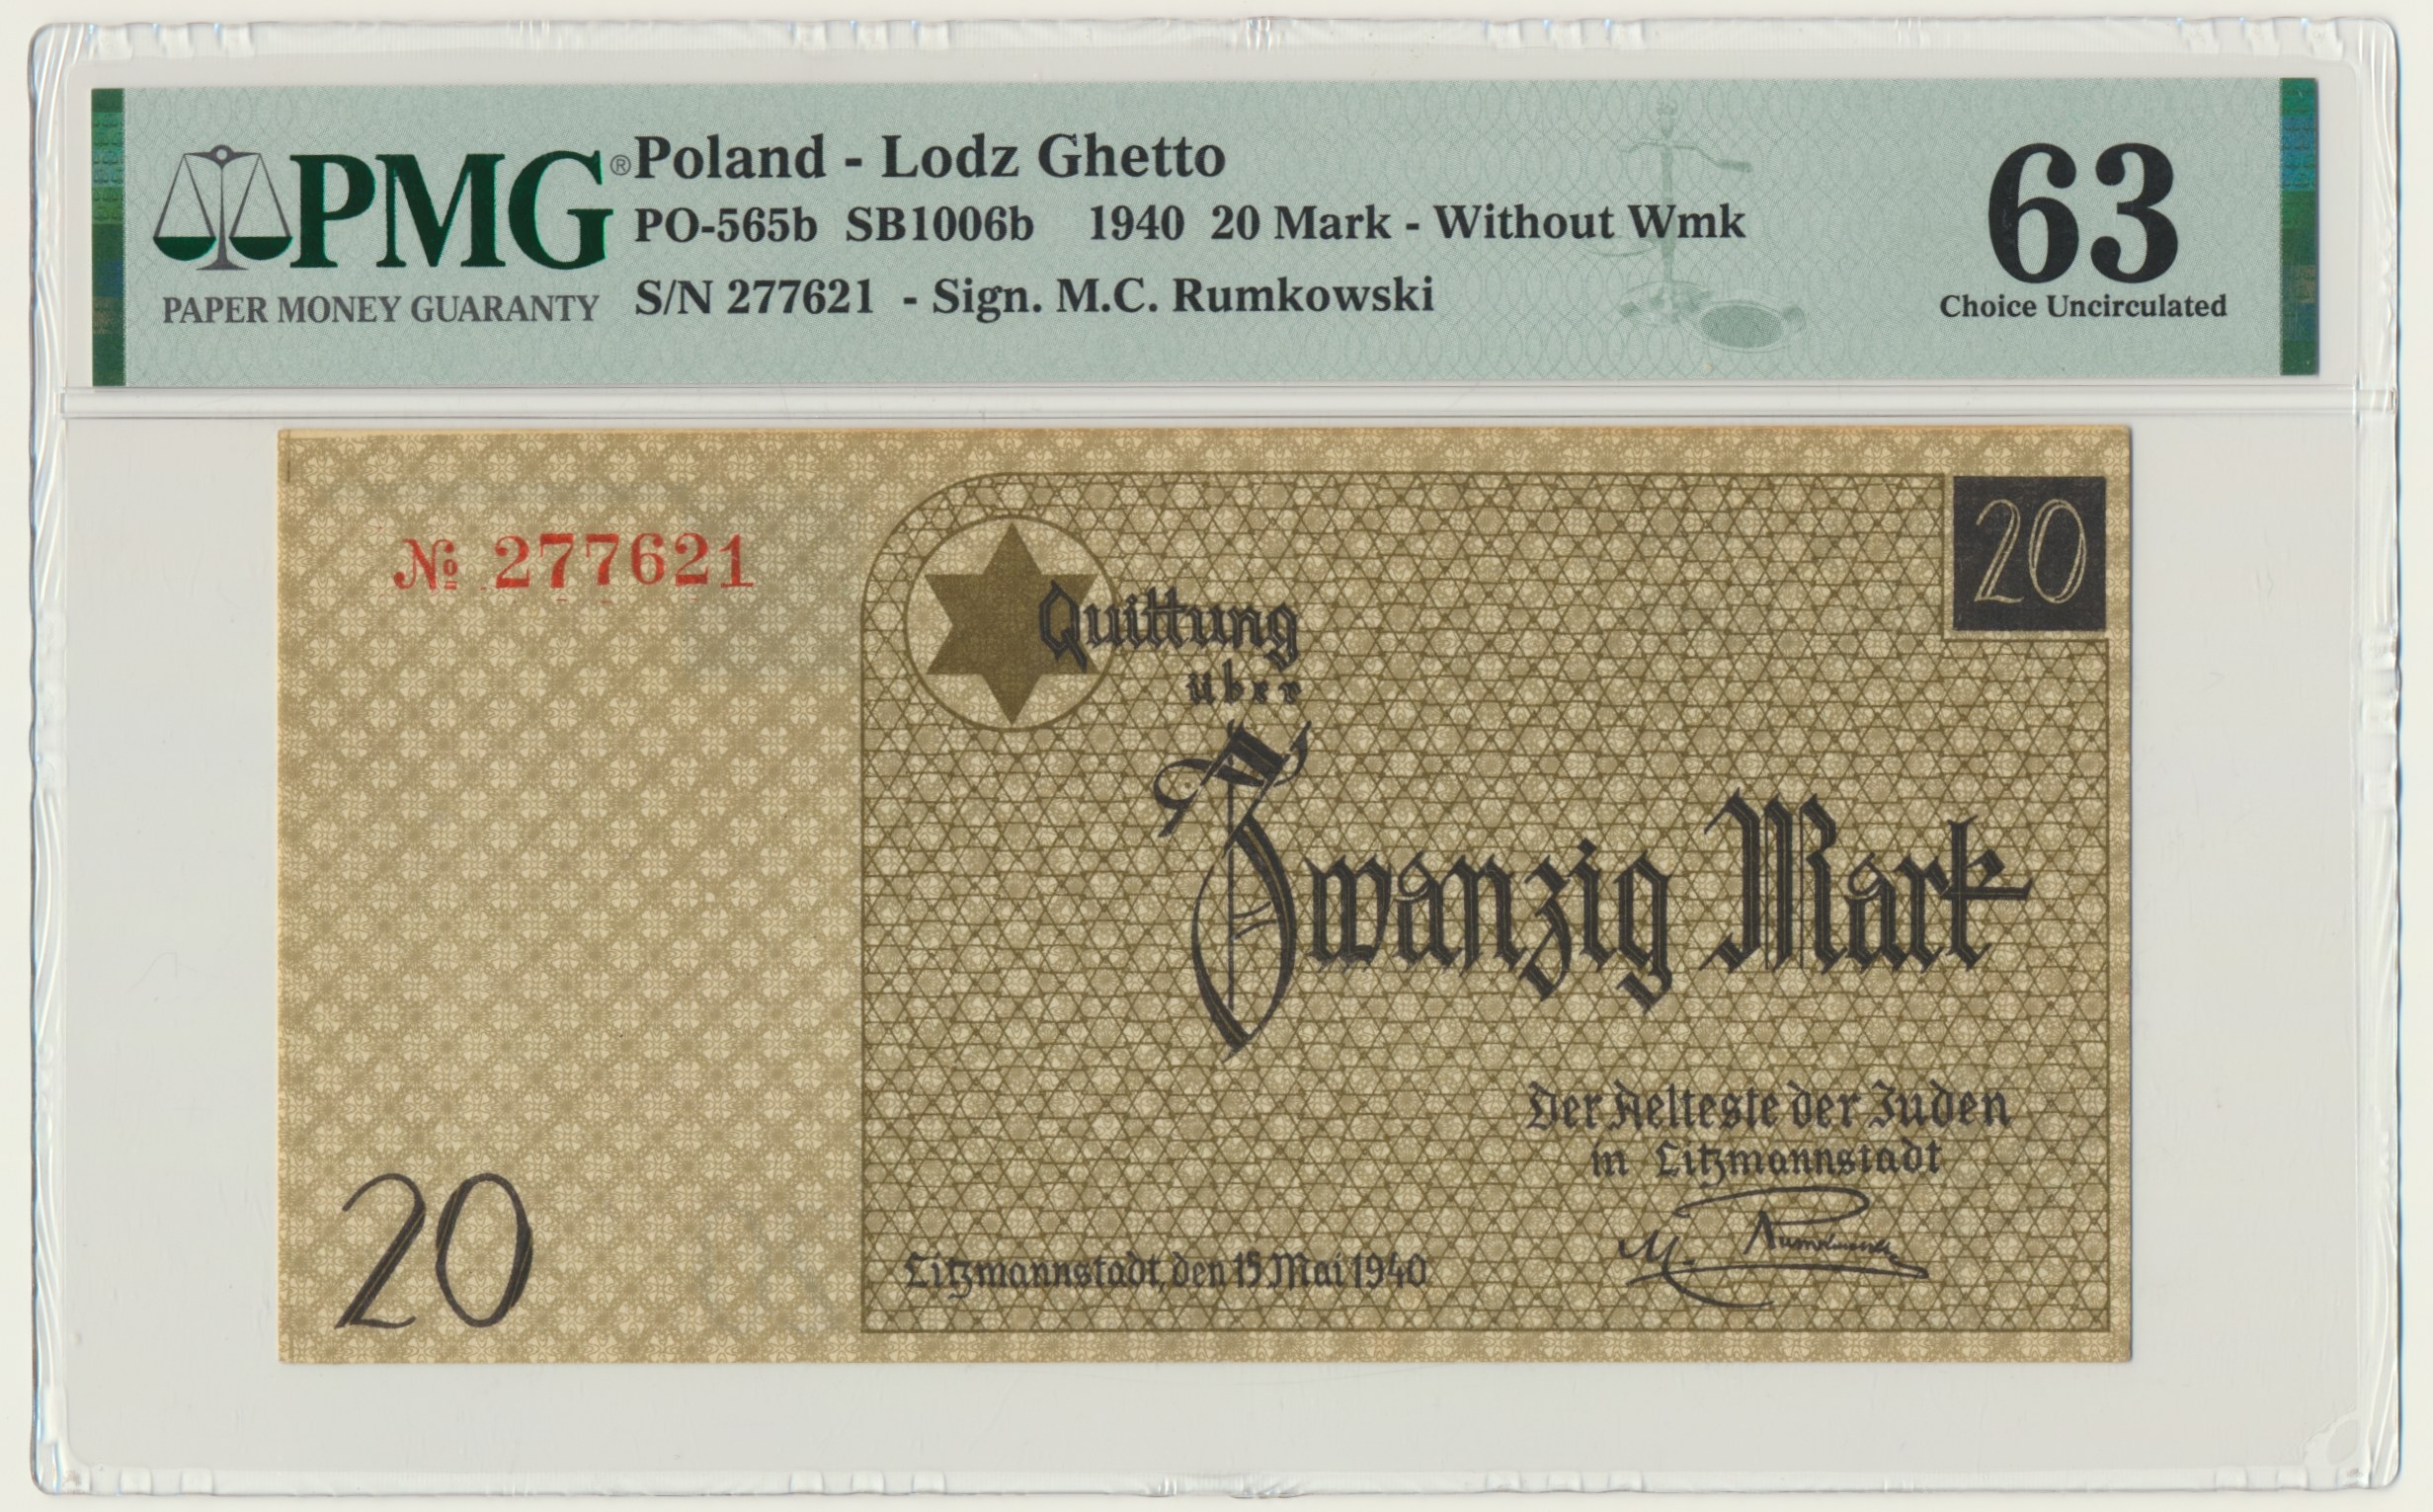 PMG®
PAPER MONEY GUARANTY
Poland - Lodz Ghetto
PO-565b SB1006b 1940 20 Mark - Without Wmk
S/N 277621 - Sign. M.C. Rumkowski
63
Choice Uncirculated
№ 277621
20
Quittung
über
Zwanzig Mark
Der Aelteste der Juden
in Litzmannstadt
M. Rumkowski
Litzmannstadt, den 15 Mai 1940
20